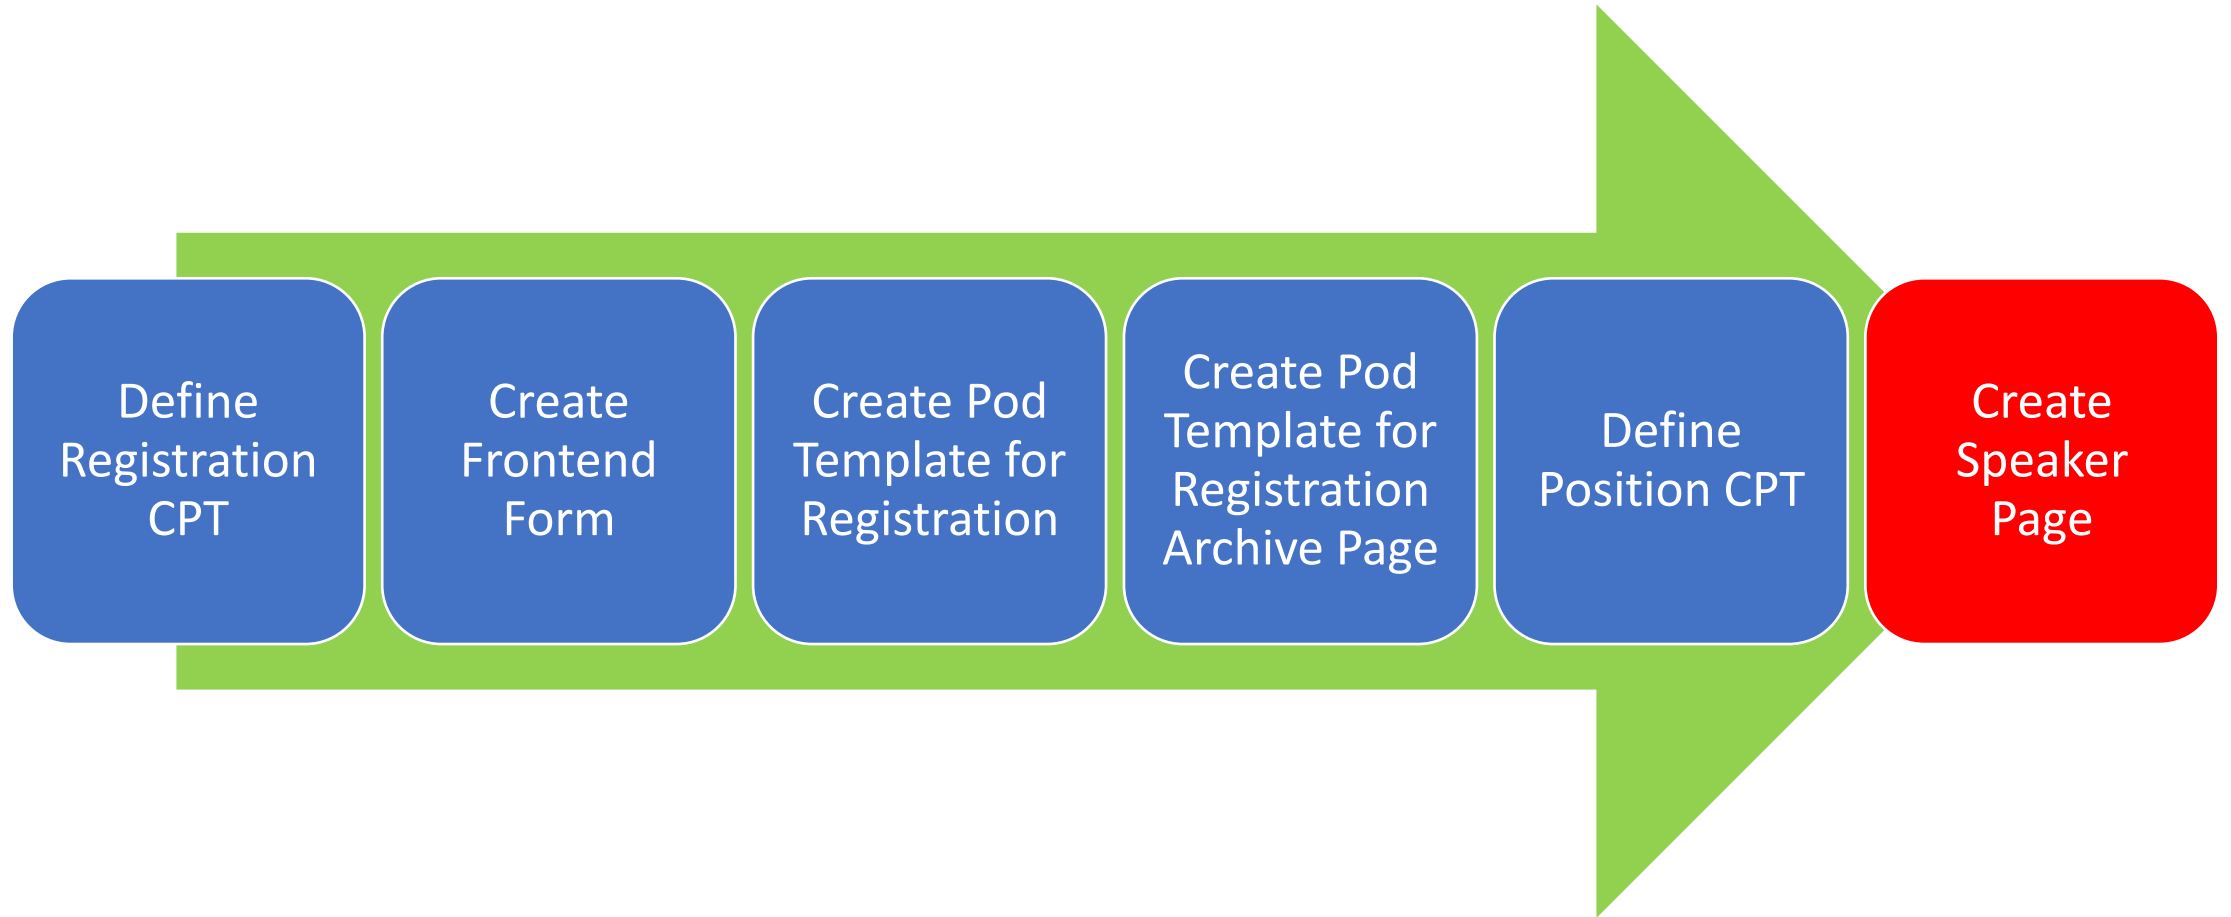 Define
Registration
CPT
Create
Frontend
Form
Create Pod
Template for
Registration
Create Pod
Template for
Registration
Archive Page
Define
Position CPT
Create
Speaker
Page